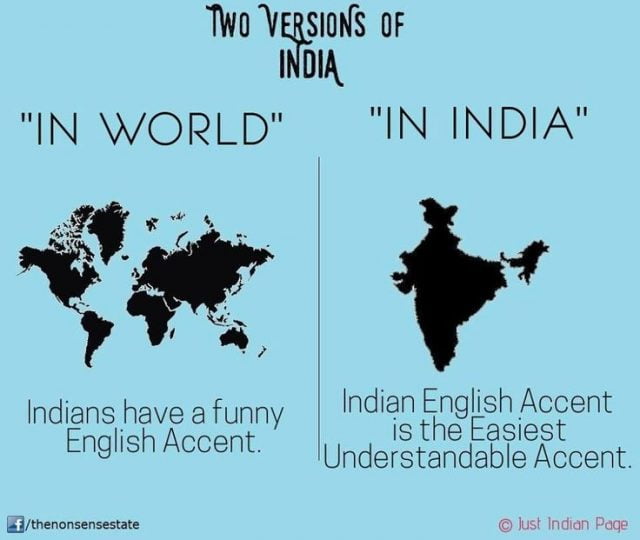 Two Versions of
India
"IN WORLD"
"IN INDIA"
Indians have a funny
English Accent.
Indian English Accent
is the Easiest
Understandable Accent.
f/thenonsensestate
© Just Indian Page